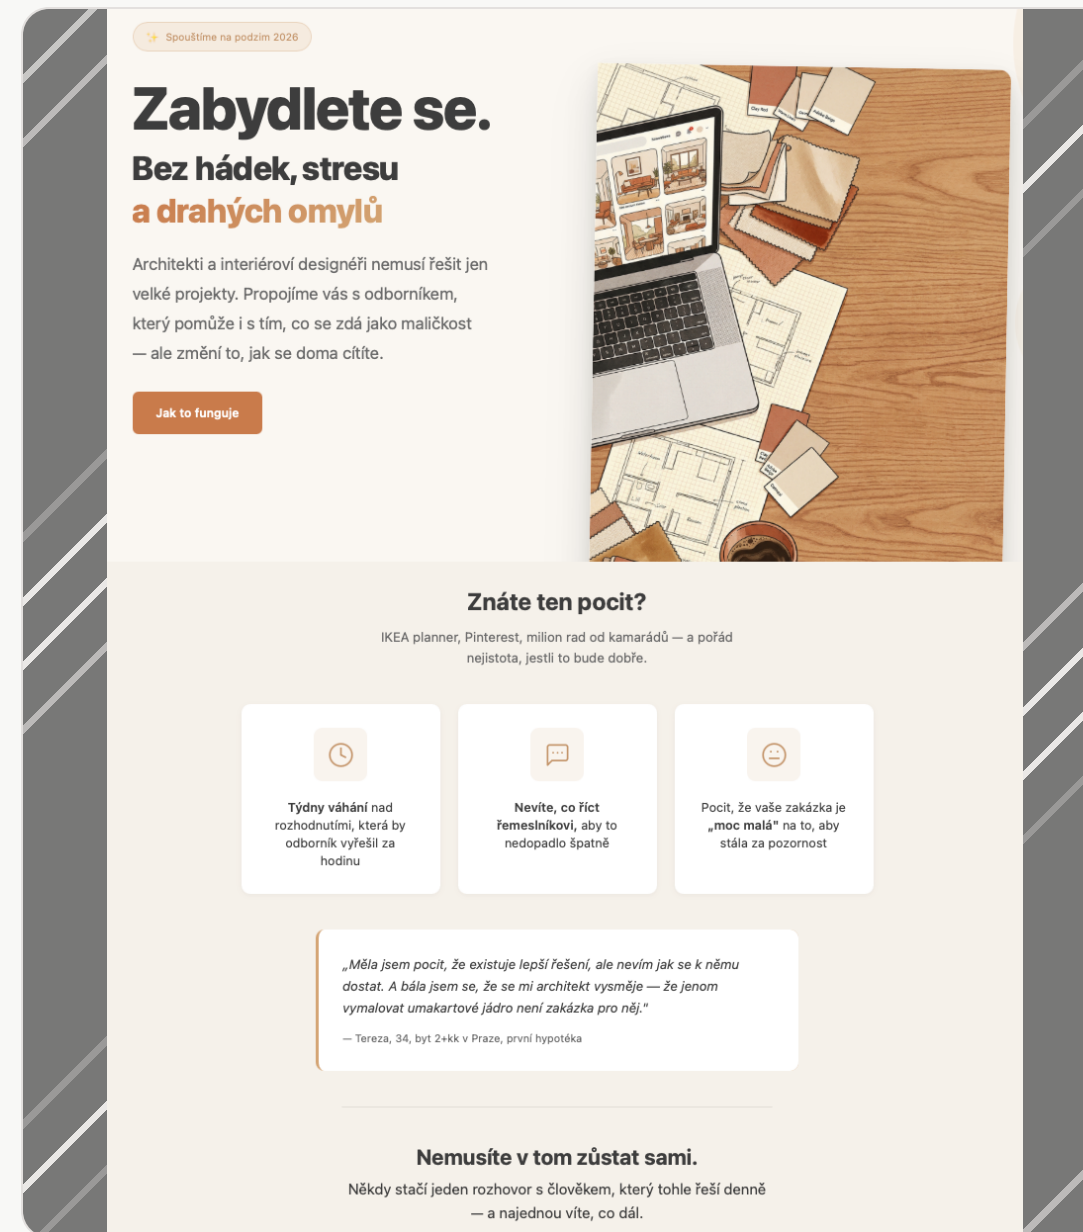 ✨ Spouštíme na podzim 2026
Zabydlete se.
Bez hádek, stresu
a drahých omylů
Architekti a interiéroví designéři nemusí řešit jen
velké projekty. Propojíme vás s odborníkem,
který pomůže i s tím, co se zdá jako maličkost
— ale změní to, jak se doma cítíte.
Jak to funguje
Clay Red
Adobe Beige
Znáte ten pocit?
IKEA planner, Pinterest, milion rad od kamarádů — a pořád
nejistota, jestli to bude dobře.
Týdny váhání nad
rozhodnutími, která by
odborník vyřešil za
hodinu
Nevíte, co říct
řemeslníkovi, aby to
nedopadlo špatně
Pocit, že vaše zakázka je
„moc malá" na to, aby
stála za pozornost
„Měla jsem pocit, že existuje lepší řešení, ale nevím jak se k němu
dostat. A bála jsem se, že se mi architekt vysměje — že jenom
vymalovat umakartové jádro není zakázka pro něj."
— Tereza, 34, byt 2+kk v Praze, první hypotéka
Nemusíte v tom zůstat sami.
Někdy stačí jeden rozhovor s člověkem, který tohle řeší denně
— a najednou víte, co dál.